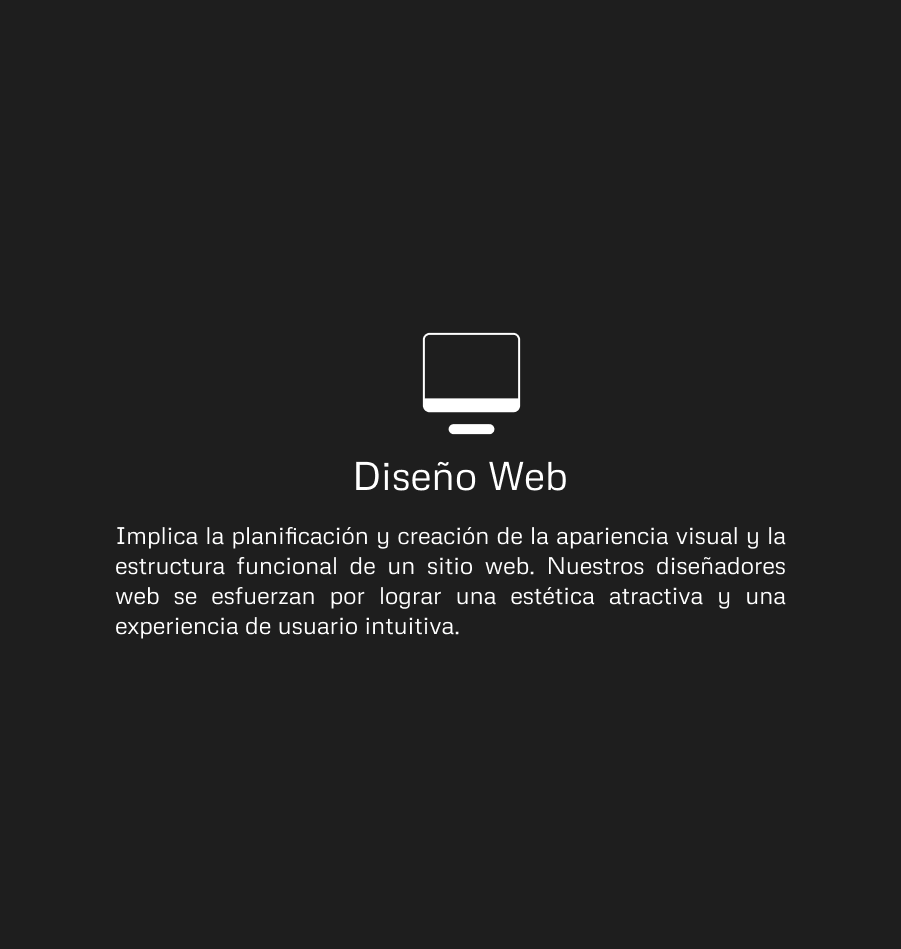 Diseño Web
Implica la planificación y creación de la apariencia visual y la
estructura funcional de un sitio web. Nuestros diseñadores
web se esfuerzan por lograr una estética atractiva y una
experiencia de usuario intuitiva.